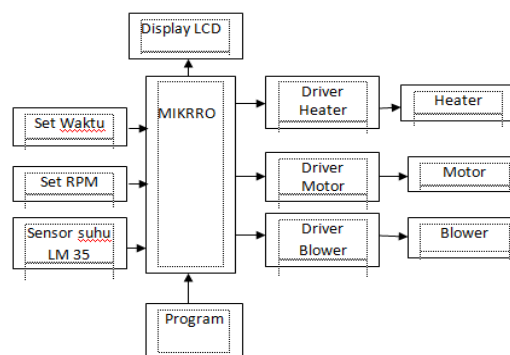 Display LCD
MIKRRO
Driver
Heater
Heater
Set Waktu
Set RPM
Driver
Motor
Motor
Sensor suhu
LM 35
Driver
Blower
Blower
Program